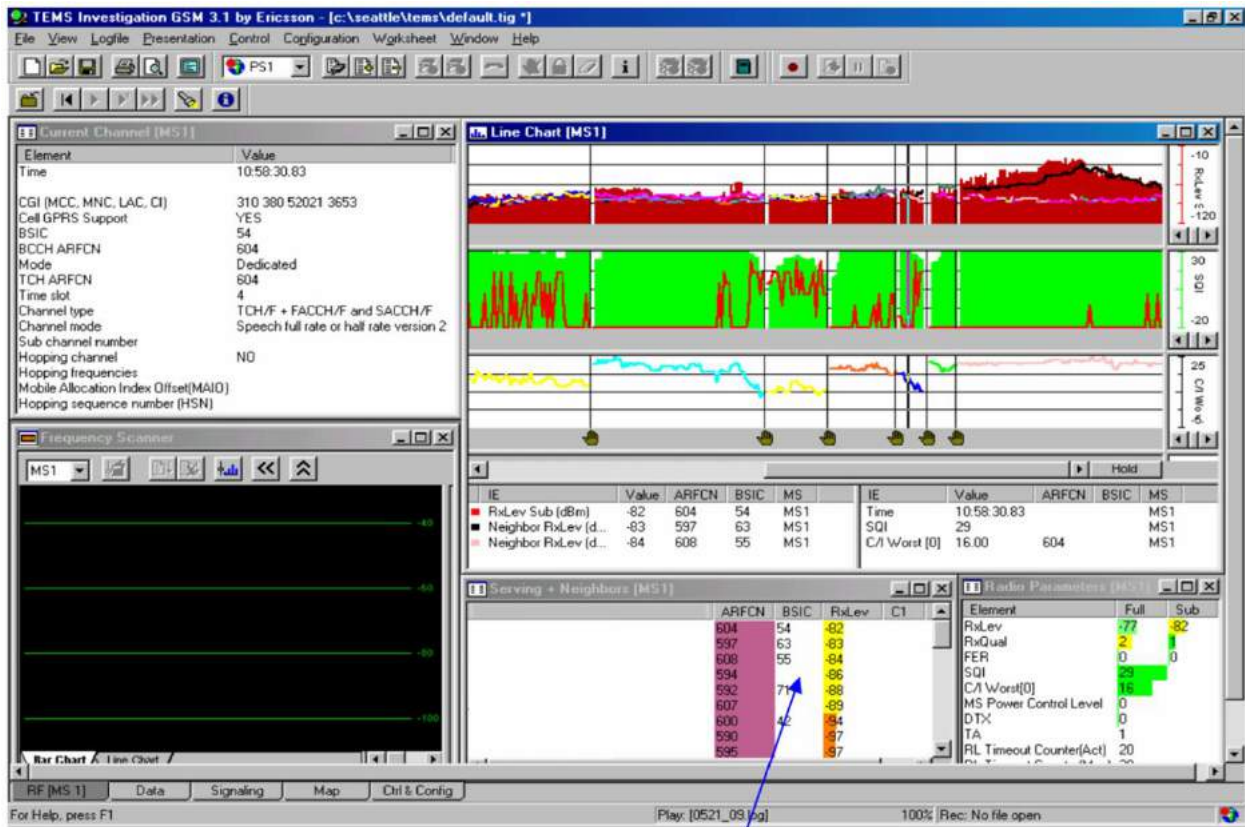 TEMS Investigation GSM 3.1 by Ericsson - [c:\seattle\tems\default.tig *]
File View Logfile Presentation Control Configuration Worksheet Window Help
PS1
Current Channel [MS1]
Element Value
Time 10:58:30.83
CGI (MCC, MNC, LAC, CI) 310 380 52021 3653
Cell GPRS Support YES
BSIC 54
BCCH ARFCN 604
Mode Dedicated
TCH ARFCN 604
Time slot 4
Channel type TCH/F + FACCH/F and SACCH/F
Channel mode Speech full rate or half rate version 2
Sub channel number
Hopping channel NO
Hopping frequencies
Mobile Allocation Index Offset(MAIO)
Hopping sequence number (HSN)
Line Chart [MS1]
-10
RxLev S
-120
30
SQI
-20
25
C/I Wo
-5.
Hold
IE Value ARFCN BSIC MS
RxLev Sub (dBm) -82 604 54 MS1
Neighbor RxLev (d... -83 597 63 MS1
Neighbor RxLev (d... -84 608 55 MS1
IE Value ARFCN BSIC MS
Time 10:58:30.83 MS1
SQI 29 MS1
C/I Worst [0] 16.00 604 MS1
Frequency Scanner
MS1
-40
-60
-80
-100
Bar Chart Line Chart
Serving + Neighbors [MS1]
ARFCN BSIC RxLev C1
604 54 -82
597 63 -83
608 55 -84
594 -86
592 71 -88
607 -89
600 42 -94
590 -97
595 -97
Radio Parameters [MS1]
Element Full Sub
RxLev -77 -82
RxQual 2 1
FER 0 0
SQI 29
C/I Worst[0] 16
MS Power Control Level 0
DTX 0
TA 1
RL Timeout Counter(Act) 20
RF [MS 1] Data Signaling Map Ctrl & Config
For Help, press F1
Play: [0521_09.log]
100%
Rec: No file open